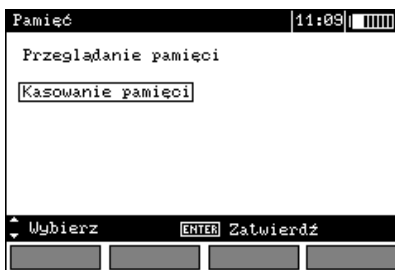 Pamięć 11:09
Przeglądanie pamięci
Kasowanie pamięci
Wybierz ENTER Zatwierdź